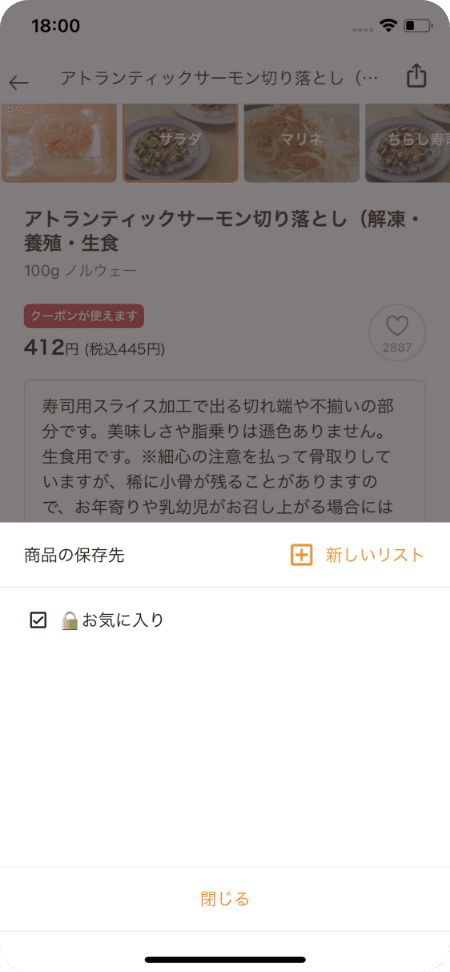 18:00
アトランティックサーモン切り落とし（…
サラダ
マリネ
ちらし寿
アトランティックサーモン切り落とし（解凍・
養殖・生食
100g ノルウェー
クーポンが使えます
412円 (税込445円)
2887
寿司用スライス加工で出る切れ端や不揃いの部
分です。美味しさや脂乗りは遜色ありません。
生食用です。※細心の注意を払って骨取りして
いますが、稀に小骨が残ることがありますの
で、お年寄りや乳幼児がお召し上がる場合には
商品の保存先
新しいリスト
お気に入り
閉じる